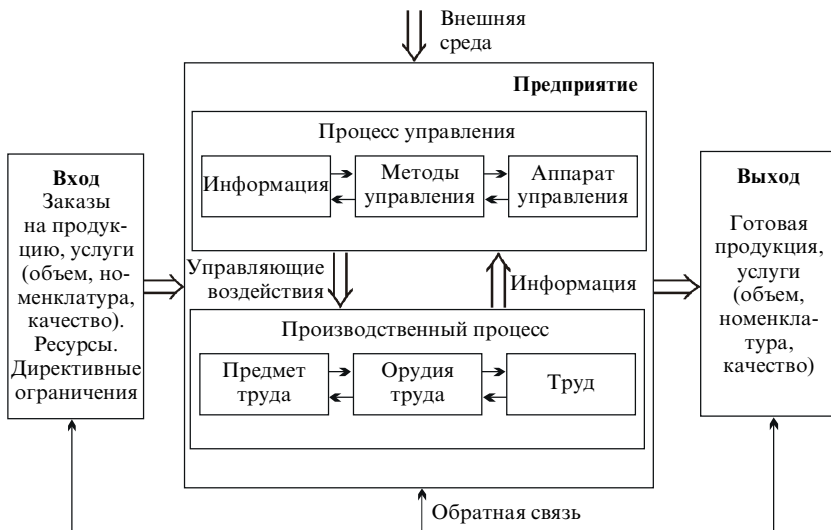 Внешняя
среда
Предприятие
Процесс управления
Информация
Методы
управления
Аппарат
управления
Вход
Заказы
на продук-
цию, услуги
(объем, но-
менклатура,
качество).
Ресурсы.
Директивные
ограничения
Управляющие
воздействия
Информация
Производственный процесс
Предмет
труда
Орудия
труда
Труд
Выход
Готовая
продукция,
услуги
(объем,
номенкла-
тура,
качество)
Обратная связь